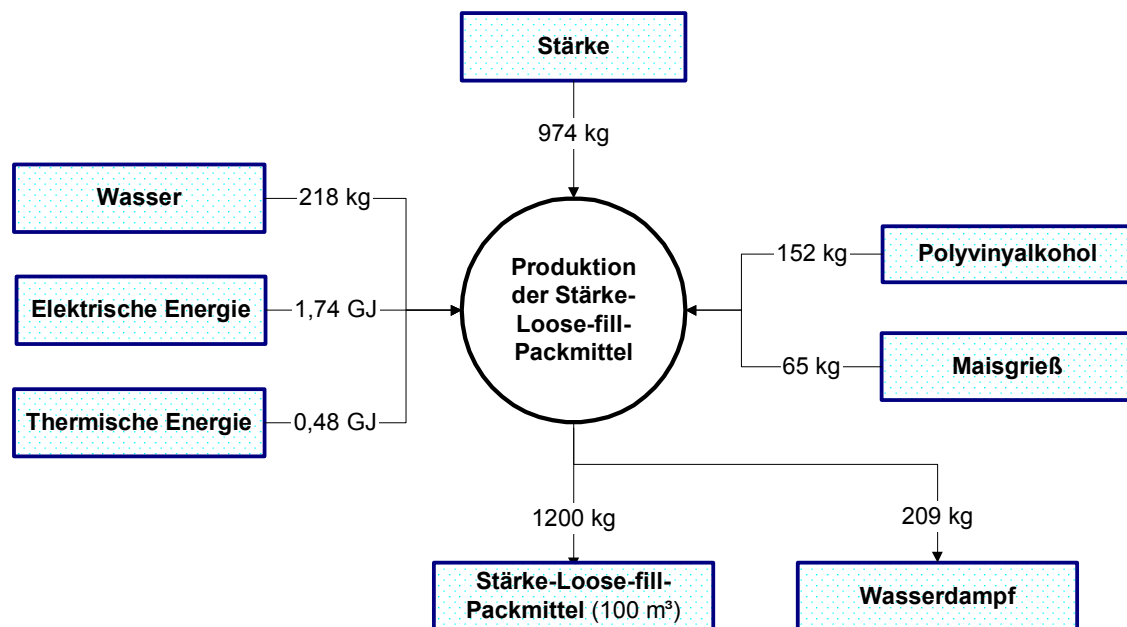 Stärke
974 kg
Wasser
218 kg
Elektrische Energie
1,74 GJ
Thermische Energie
0,48 GJ
Produktion
der Stärke-
Loose-fill-
Packmittel
152 kg
Polyvinyalkohol
65 kg
Maisgrieß
1200 kg
209 kg
Stärke-Loose-fill-
Packmittel (100 m³)
Wasserdampf